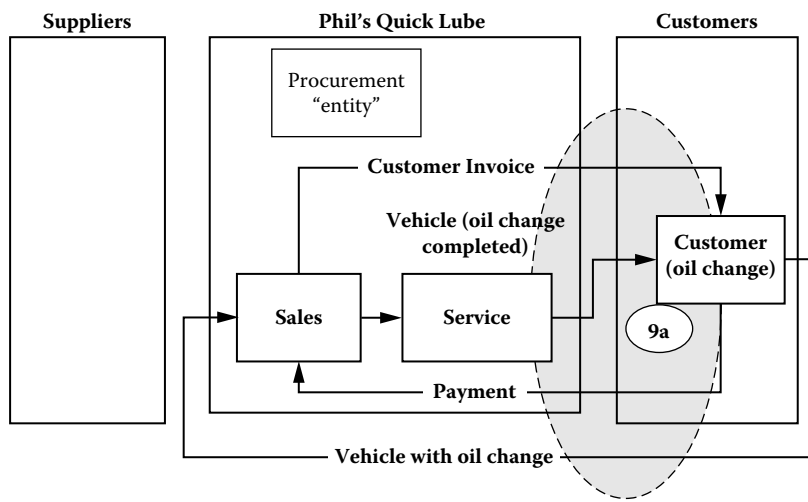 Suppliers
Phil’s Quick Lube
Customers
Procurement
“entity”
Customer Invoice
Vehicle (oil change
completed)
Customer
(oil change)
Sales
Service
9a
Payment
Vehicle with oil change